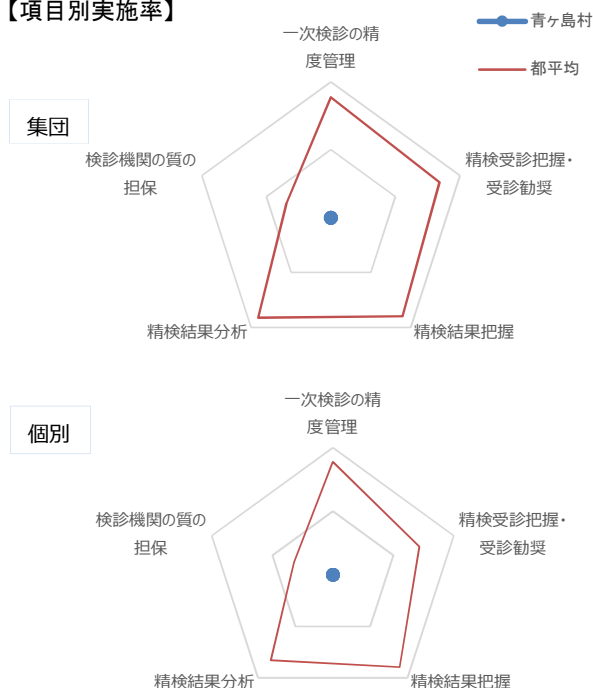 【項目別実施率】
青ヶ島村
都平均
集団
一次検診の精
度管理
精検受診把握・
受診勧奨
精検結果把握
精検結果分析
検診機関の質の
担保
個別
一次検診の精
度管理
精検受診把握・
受診勧奨
精検結果把握
精検結果分析
検診機関の質の
担保